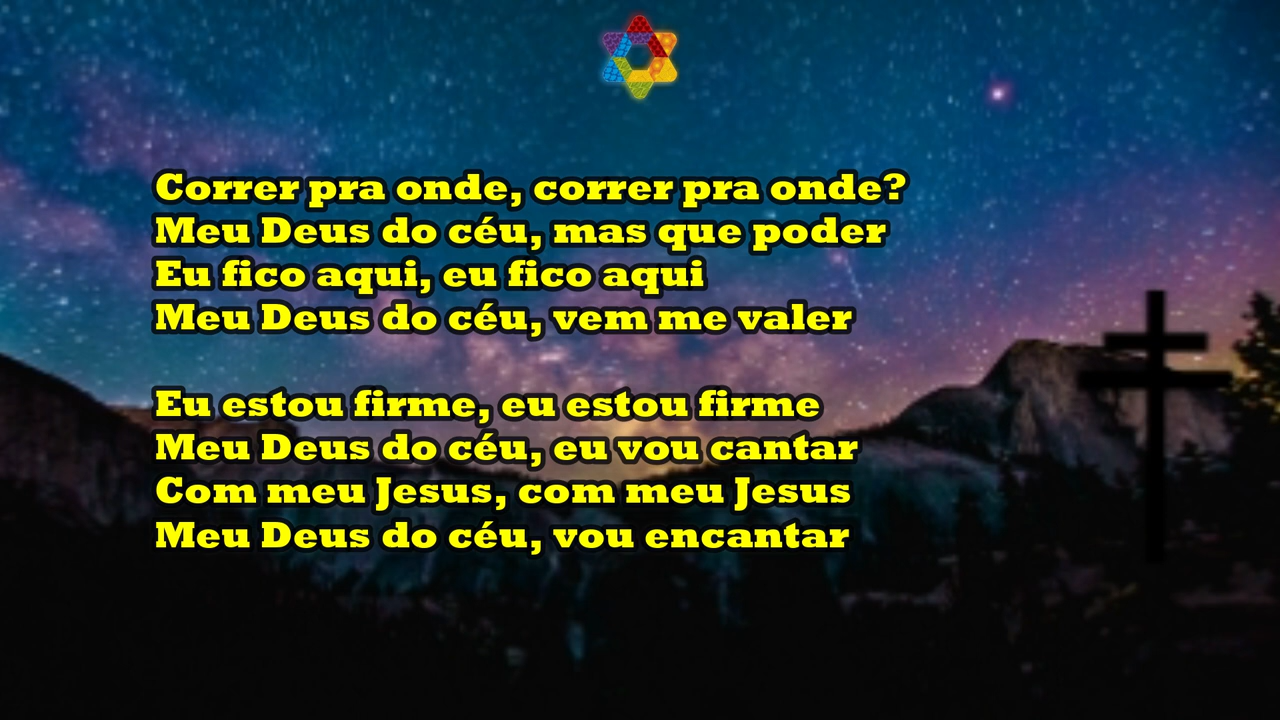 Correr pra onde, correr pra onde?
Meu Deus do céu, mas que poder
Eu fico aqui, eu fico aqui
Meu Deus do céu, vem me valer
Eu estou firme, eu estou firme
Meu Deus do céu, eu vou cantar
Com meu Jesus, com meu Jesus
Meu Deus do céu, vou encantar